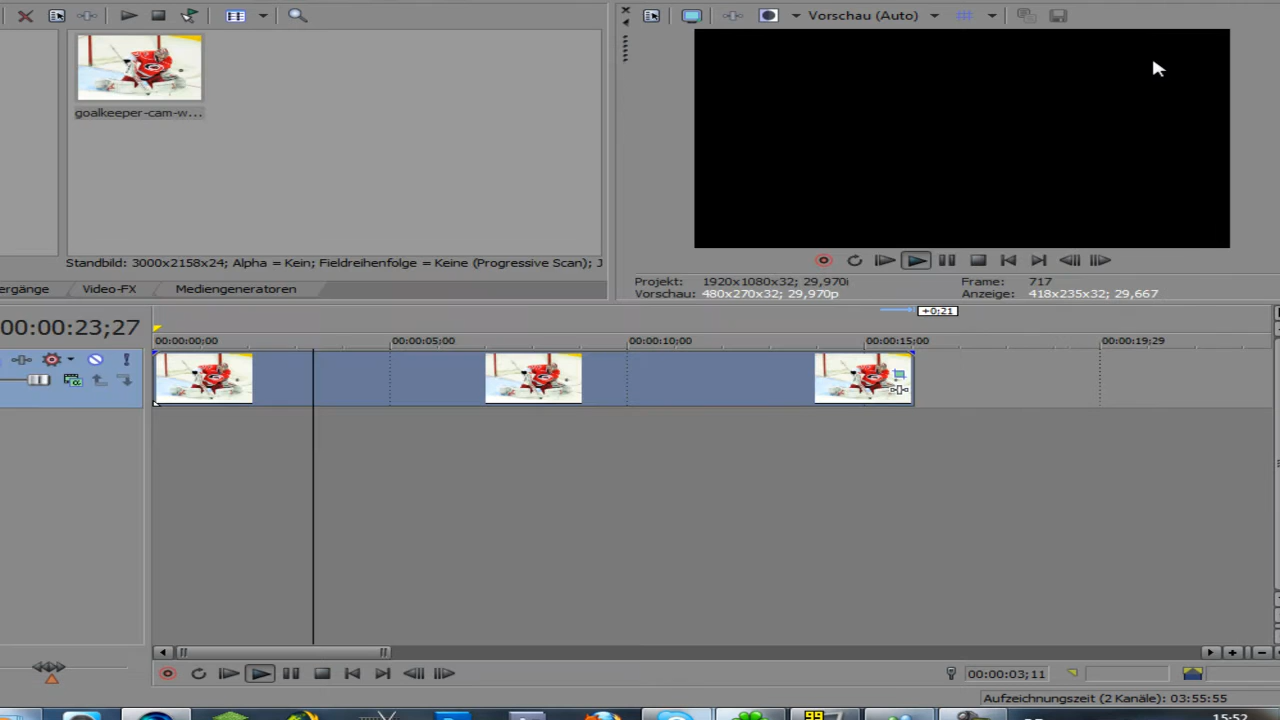 Vorschau (Auto)
goalkeeper-cam-w...
Standbild: 3000x2158x24; Alpha = Kein; Fieldreihenfolge = Keine (Progressive Scan); J
ergänge Video-FX Mediengeneratoren
Projekt: 1920x1080x32; 29,970i Frame: 717
Vorschau: 480x270x32; 29,970p Anzeige: 418x235x32; 29,667
+0;21
00:00:23;27
00:00:00;00 00:00:05;00 00:00:10;00 00:00:15;00 00:00:19;29
00:00:03;11
Aufzeichnungszeit (2 Kanäle): 03:55:55
99
15:52